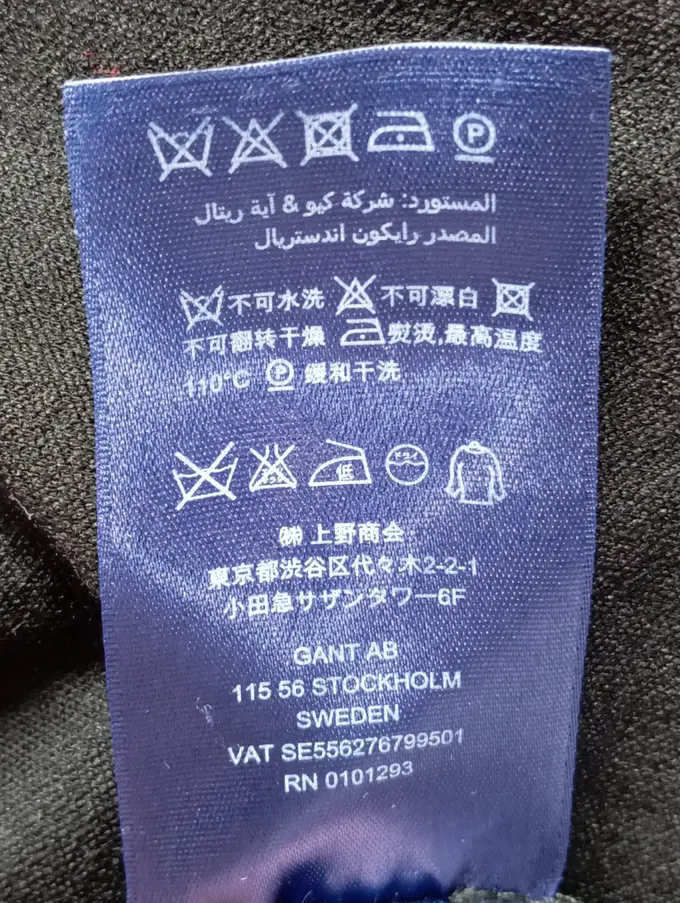 P
المستورد: شركة كيو & آية ريتال
المصدر رايكون اندستريال
不可水洗 不可漂白
不可翻转干燥 熨烫,最高温度
110°C P 缓和干洗
低 ドライ
㈱ 上野商会
東京都渋谷区代々木2-2-1
小田急サザンタワー6F
GANT AB
115 56 STOCKHOLM
SWEDEN
VAT SE556276799501
RN 0101293